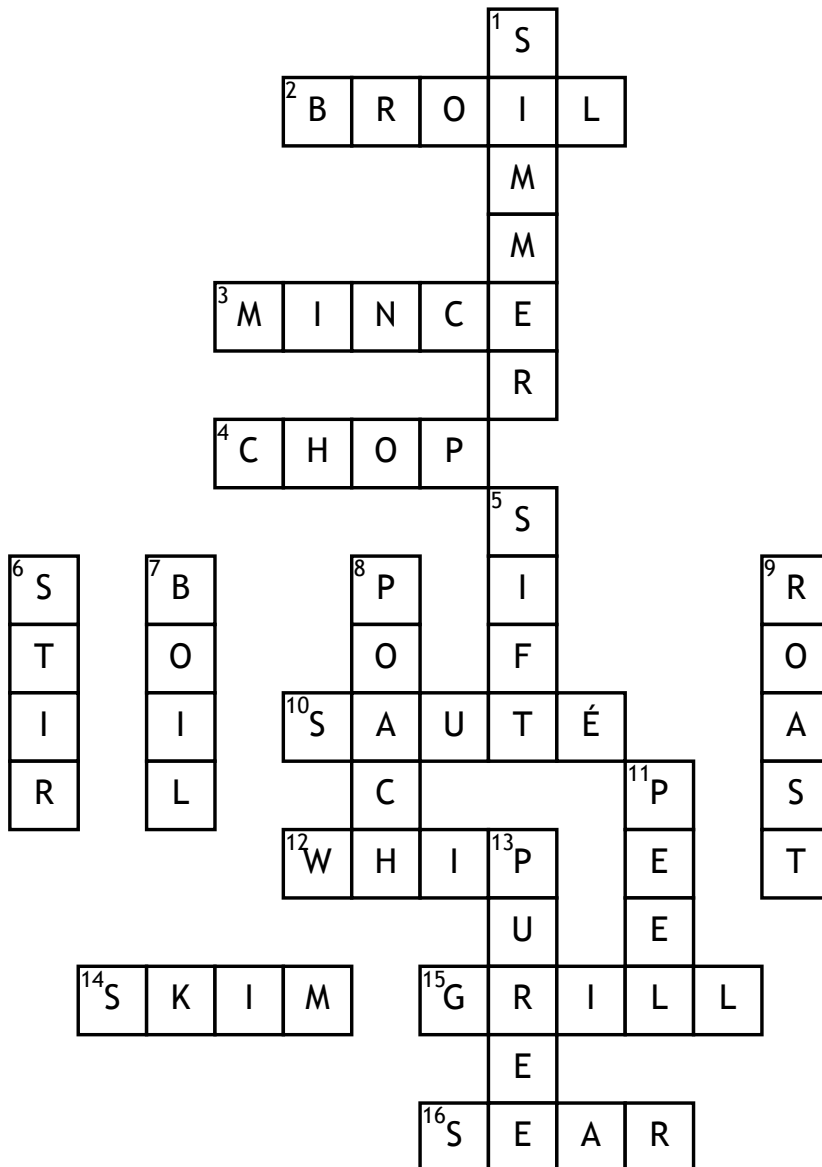 1 S
2 B R O I L
M
M
3 M I N C E
R
4 C H O P
5 S
6 S 7 B 8 P I 9 R
T O O F O
I I 10 S A U T É A
R L C 11 P S
12 W H I 13 P E T
U E
14 S K I M 15 G R I L L
E
16 S E A R